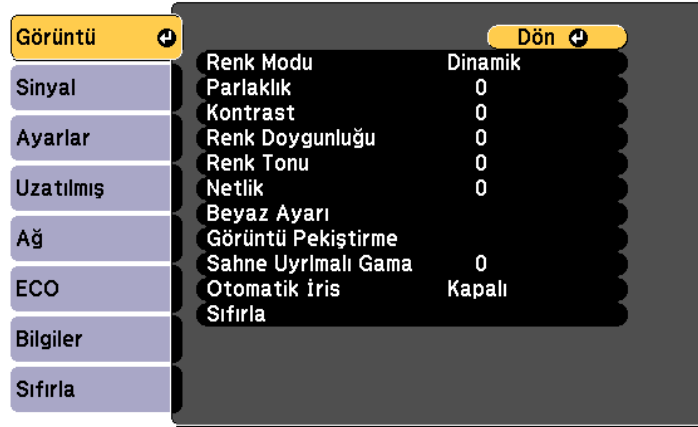 Görüntü
Sinyal
Ayarlar
Uzatılmış
Ağ
ECO
Bilgiler
Sıfırla
Dön
Renk Modu Dinamik
Parlaklık 0
Kontrast 0
Renk Doygunluğu 0
Renk Tonu 0
Netlik 0
Beyaz Ayarı
Görüntü Pekiştirme
Sahne Uyrlmalı Gama 0
Otomatik İris Kapalı
Sıfırla